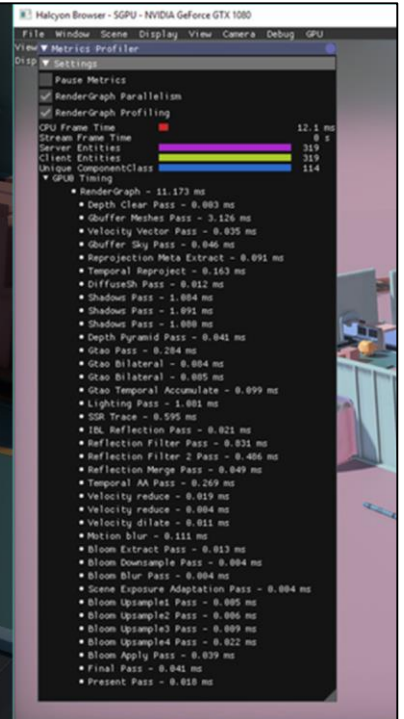 Halcyon Browser - SGPU - NVIDIA GeForce GTX 1080
File Window Scene Display View Camera Debug GPU
View
Metrics Profiler
Disp
Settings
Pause Metrics
RenderGraph Parallelism
RenderGraph Profiling
CPU Frame Time 12.1 ms
Stream Frame Time 0 s
Server Entities 319
Client Entities 319
Unique ComponentClass 114
GPU0 Timing
RenderGraph - 11.173 ms
Depth Clear Pass - 0.003 ms
Gbuffer Meshes Pass - 3.126 ms
Velocity Vector Pass - 0.035 ms
Gbuffer Sky Pass - 0.046 ms
Reprojection Meta Extract - 0.091 ms
Temporal Reproject - 0.163 ms
DiffuseSh Pass - 0.012 ms
Shadows Pass - 1.084 ms
Shadows Pass - 1.091 ms
Shadows Pass - 1.080 ms
Depth Pyramid Pass - 0.041 ms
Gtao Pass - 0.284 ms
Gtao Bilateral - 0.084 ms
Gtao Bilateral - 0.085 ms
Gtao Temporal Accumulate - 0.099 ms
Lighting Pass - 1.001 ms
SSR Trace - 0.595 ms
IBL Reflection Pass - 0.021 ms
Reflection Filter Pass - 0.831 ms
Reflection Filter 2 Pass - 0.486 ms
Reflection Merge Pass - 0.049 ms
Temporal AA Pass - 0.269 ms
Velocity reduce - 0.019 ms
Velocity reduce - 0.004 ms
Velocity dilate - 0.011 ms
Motion blur - 0.111 ms
Bloom Extract Pass - 0.013 ms
Bloom Downsample Pass - 0.004 ms
Bloom Blur Pass - 0.004 ms
Scene Exposure Adaptation Pass - 0.004 ms
Bloom Upsample1 Pass - 0.005 ms
Bloom Upsample2 Pass - 0.006 ms
Bloom Upsample3 Pass - 0.009 ms
Bloom Upsample4 Pass - 0.022 ms
Bloom Apply Pass - 0.039 ms
Final Pass - 0.041 ms
Present Pass - 0.018 ms